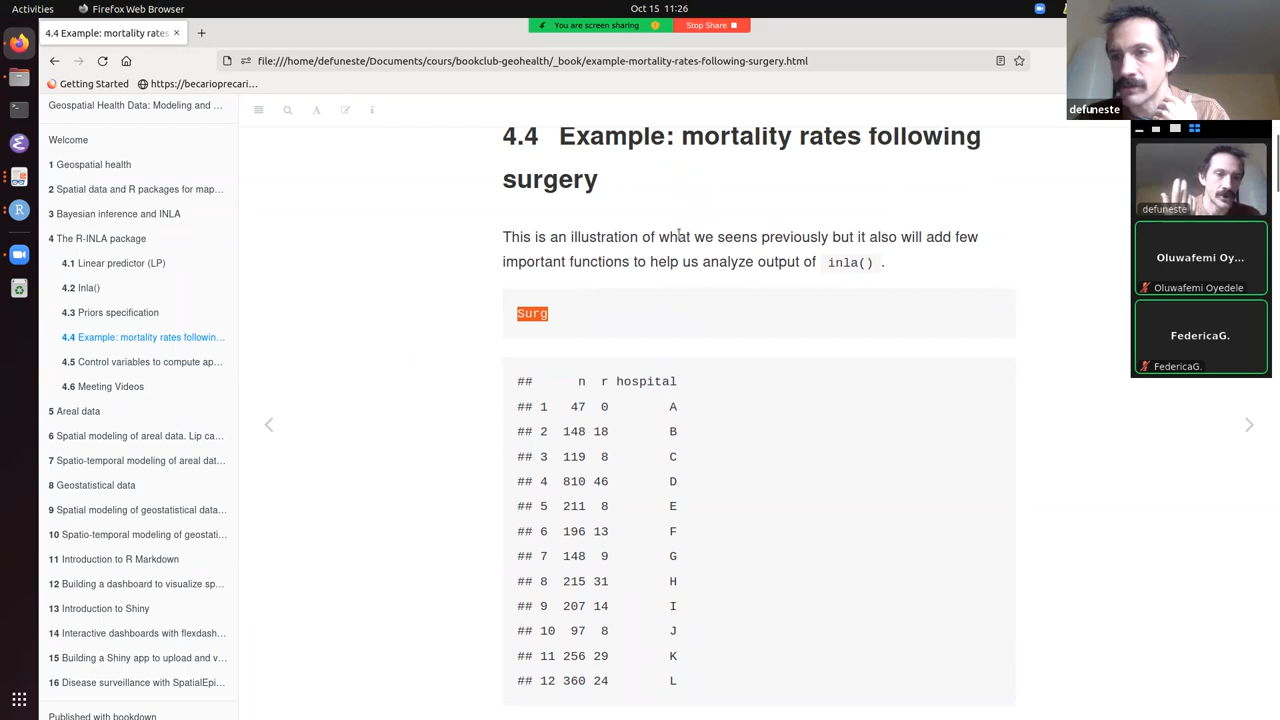 Activities
Firefox Web Browser
Oct 15 11:26
You are screen sharing
Stop Share
4.4 Example: mortality rates
file:///home/defuneste/Documents/cours/bookclub-geohealth/_book/example-mortality-rates-following-surgery.html
Getting Started
https://becarioprecari...
Geospatial Health Data: Modeling and ...
Welcome
1 Geospatial health
2 Spatial data and R packages for map...
3 Bayesian inference and INLA
4 The R-INLA package
4.1 Linear predictor (LP)
4.2 Inla()
4.3 Priors specification
4.4 Example: mortality rates followin...
4.5 Control variables to compute ap...
4.6 Meeting Videos
5 Areal data
6 Spatial modeling of areal data. Lip ca...
7 Spatio-temporal modeling of areal dat...
8 Geostatistical data
9 Spatial modeling of geostatistical data...
10 Spatio-temporal modeling of geostati...
11 Introduction to R Markdown
12 Building a dashboard to visualize sp...
13 Introduction to Shiny
14 Interactive dashboards with flexdash...
15 Building a Shiny app to upload and v...
16 Disease surveillance with SpatialEpi...
Published with bookdown
4.4 Example: mortality rates following
surgery
This is an illustration of what we seens previously but it also will add few
important functions to help us analyze output of inla() .
Surg
## n r hospital
## 1 47 0 A
## 2 148 18 B
## 3 119 8 C
## 4 810 46 D
## 5 211 8 E
## 6 196 13 F
## 7 148 9 G
## 8 215 31 H
## 9 207 14 I
## 10 97 8 J
## 11 256 29 K
## 12 360 24 L
defuneste
defuneste
Oluwafemi Oy...
Oluwafemi Oyedele
FedericaG.
FedericaG.